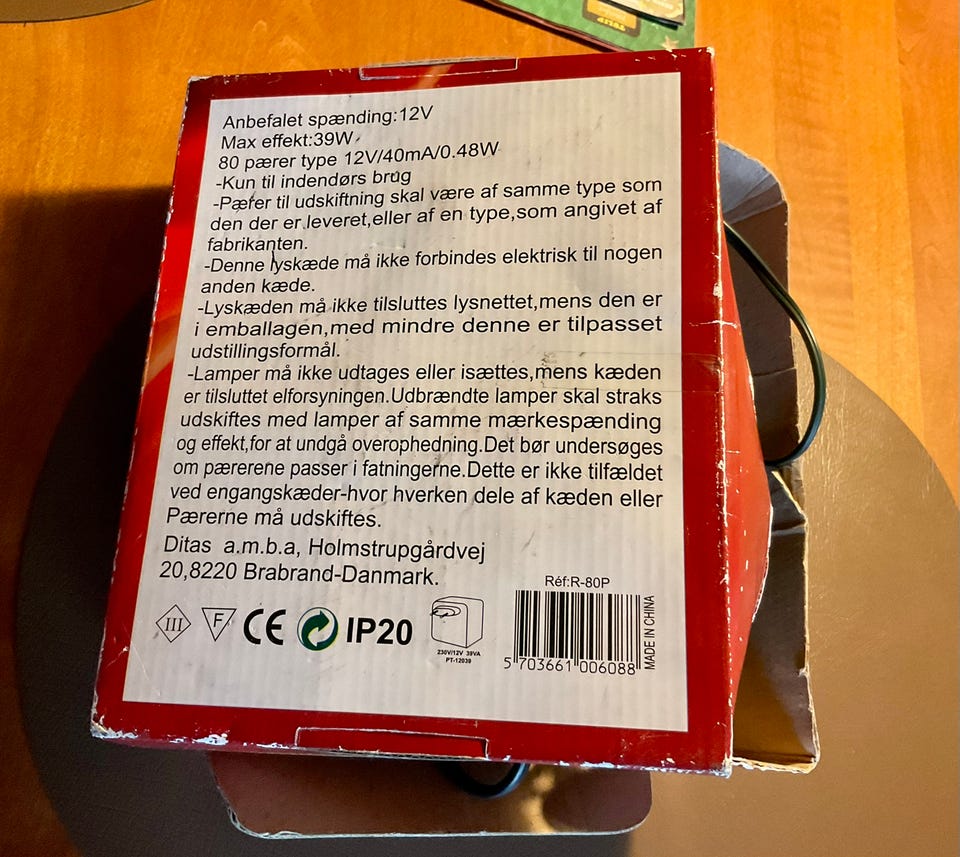 Anbefalet spænding:12V
Max effekt:39W
80 pærer type 12V/40mA/0.48W
-Kun til indendørs brug
-Pærer til udskiftning skal være af samme type som
den der er leveret,eller af en type,som angivet af
fabrikanten.
-Denne lyskæde må ikke forbindes elektrisk til nogen
anden kæde.
-Lyskæden må ikke tilsluttes lysnettet,mens den er
i emballagen,med mindre denne er tilpasset
udstillingsformål.
-Lamper må ikke udtages eller isættes,mens kæden
er tilsluttet elforsyningen.Udbrændte lamper skal straks
udskiftes med lamper af samme mærkespænding
og effekt,for at undgå overophedning.Det bør undersøges
om pærerene passer i fatningerne.Dette er ikke tilfældet
ved engangskæder-hvor hverken dele af kæden eller
Pærerne må udskiftes.
Ditas a.m.b.a, Holmstrupgårdvej
20,8220 Brabrand-Danmark.
III F CE IP20
230V/12V 39VA
PT-12039
Réf:R-80P
5 703661 006088
MADE IN CHINA